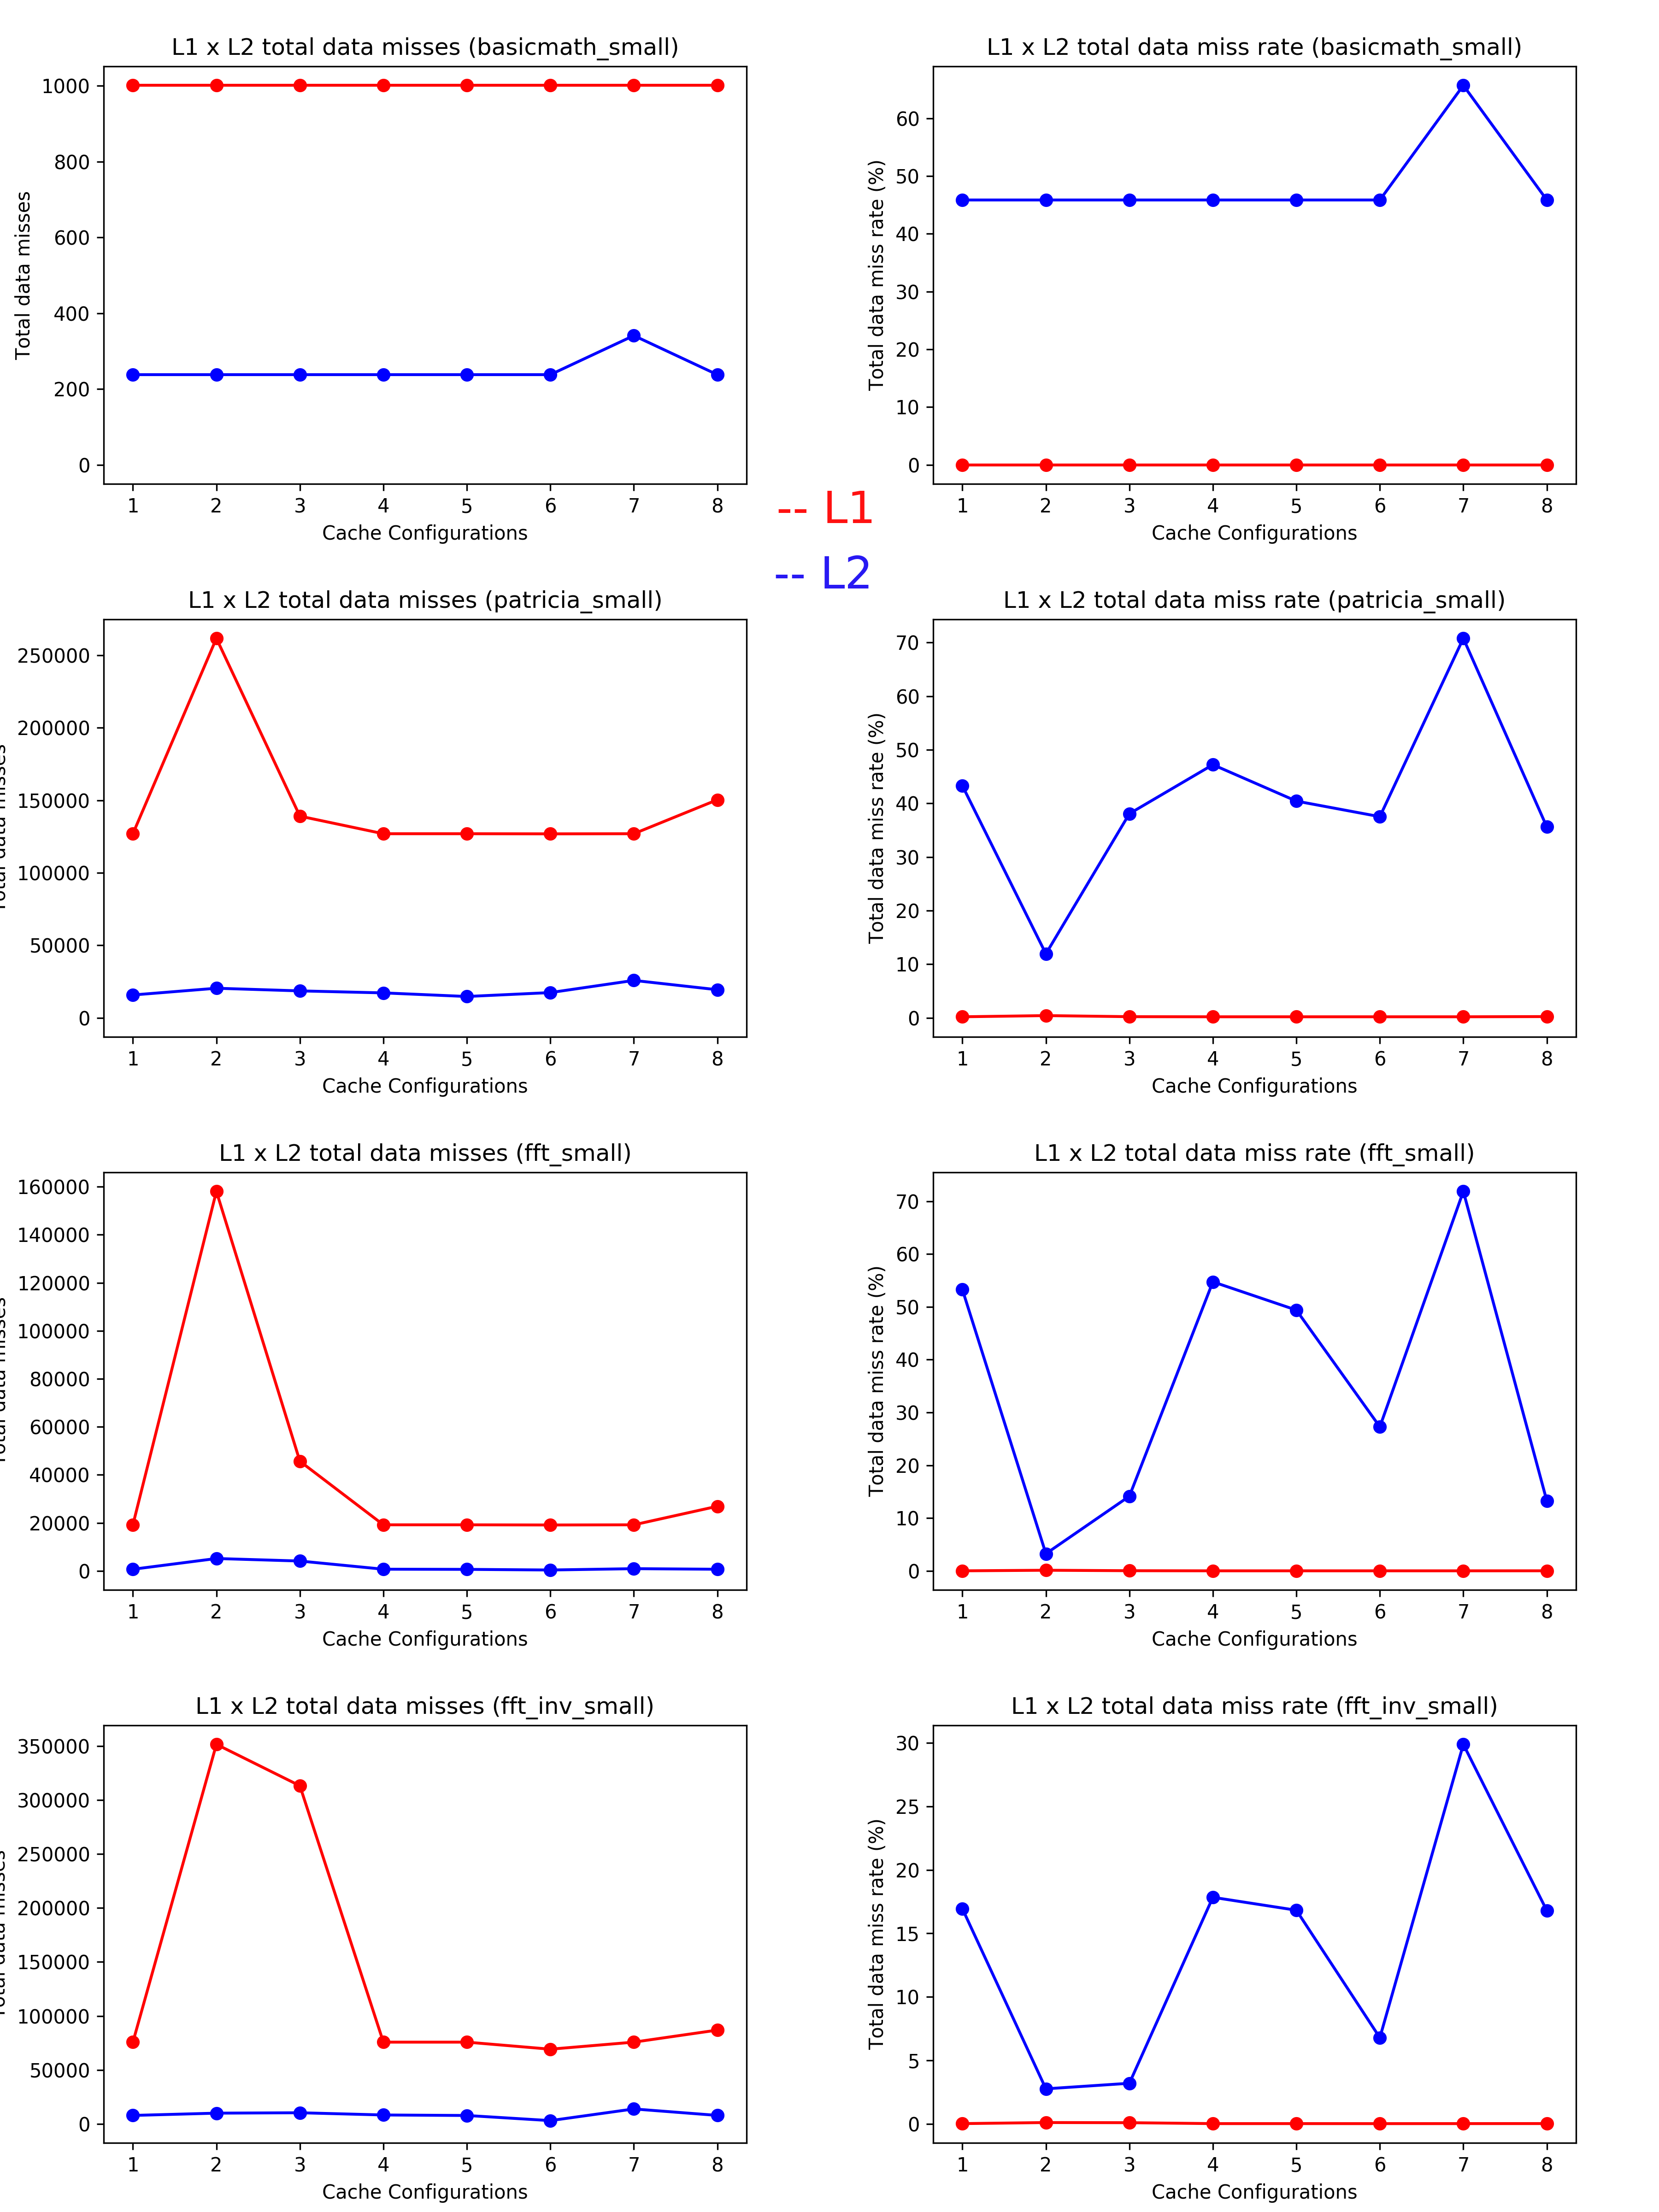 L1 x L2 total data misses (basicmath_small)
Total data misses
1000
800
600
400
200
0
1 2 3 4 5 6 7 8
Cache Configurations
L1 x L2 total data miss rate (basicmath_small)
Total data miss rate (%)
60
50
40
30
20
10
0
1 2 3 4 5 6 7 8
Cache Configurations
-- L1
-- L2
L1 x L2 total data misses (patricia_small)
250000
200000
150000
100000
50000
0
1 2 3 4 5 6 7 8
Cache Configurations
L1 x L2 total data miss rate (patricia_small)
Total data miss rate (%)
70
60
50
40
30
20
10
0
1 2 3 4 5 6 7 8
Cache Configurations
L1 x L2 total data misses (fft_small)
160000
140000
120000
100000
80000
60000
40000
20000
0
1 2 3 4 5 6 7 8
Cache Configurations
L1 x L2 total data miss rate (fft_small)
Total data miss rate (%)
70
60
50
40
30
20
10
0
1 2 3 4 5 6 7 8
Cache Configurations
L1 x L2 total data misses (fft_inv_small)
350000
300000
250000
200000
150000
100000
50000
0
1 2 3 4 5 6 7 8
Cache Configurations
L1 x L2 total data miss rate (fft_inv_small)
Total data miss rate (%)
30
25
20
15
10
5
0
1 2 3 4 5 6 7 8
Cache Configurations